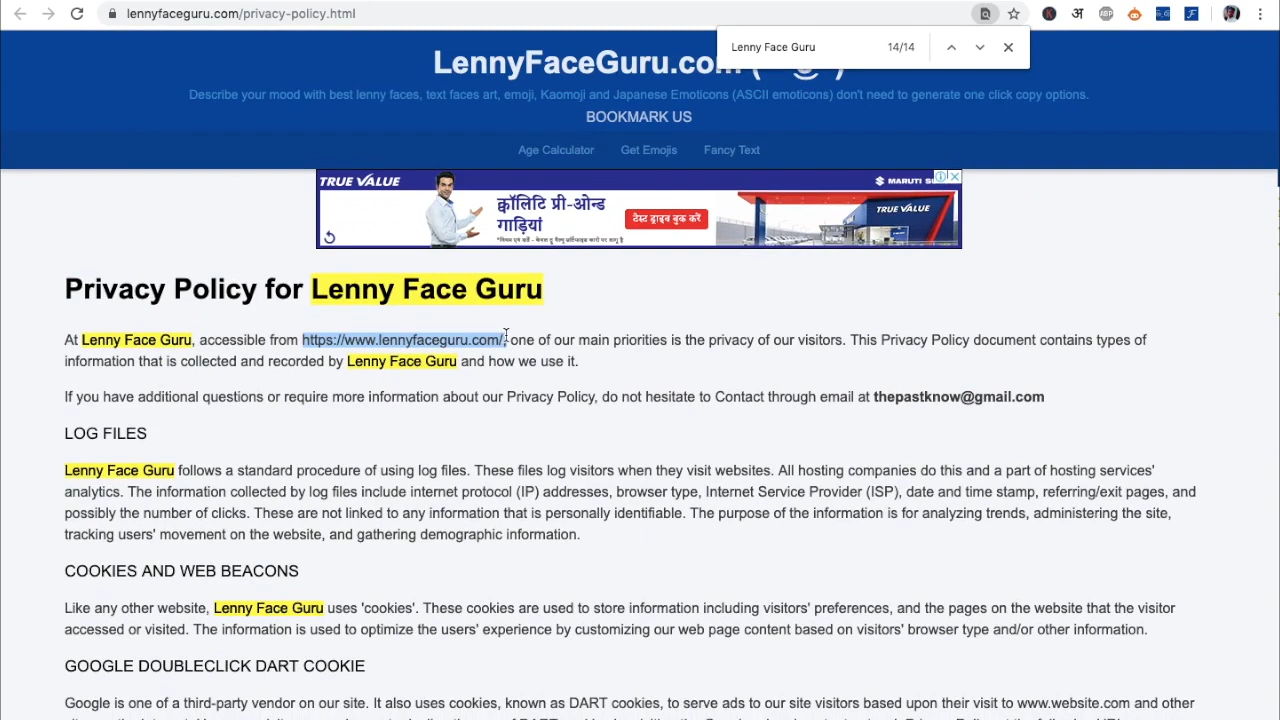 lennyfaceguru.com/privacy-policy.html
अ
ABP
Lenny Face Guru 14/14
LennyFaceGuru.com
Describe your mood with best lenny faces, text faces art, emoji, Kaomoji and Japanese Emoticons (ASCII emoticons) don't need to generate one click copy options.
BOOKMARK US
Age Calculator Get Emojis Fancy Text
TRUE VALUE
क्वॉलिटि प्री-ओन्ड
गाड़ियां
टैस्ट ड्राइव बुक करें
MARUTI
TRUE VALUE
Privacy Policy for Lenny Face Guru
At Lenny Face Guru, accessible from https://www.lennyfaceguru.com/, one of our main priorities is the privacy of our visitors. This Privacy Policy document contains types of
information that is collected and recorded by Lenny Face Guru and how we use it.
If you have additional questions or require more information about our Privacy Policy, do not hesitate to Contact through email at thepastknow@gmail.com
LOG FILES
Lenny Face Guru follows a standard procedure of using log files. These files log visitors when they visit websites. All hosting companies do this and a part of hosting services'
analytics. The information collected by log files include internet protocol (IP) addresses, browser type, Internet Service Provider (ISP), date and time stamp, referring/exit pages, and
possibly the number of clicks. These are not linked to any information that is personally identifiable. The purpose of the information is for analyzing trends, administering the site,
tracking users' movement on the website, and gathering demographic information.
COOKIES AND WEB BEACONS
Like any other website, Lenny Face Guru uses 'cookies'. These cookies are used to store information including visitors' preferences, and the pages on the website that the visitor
accessed or visited. The information is used to optimize the users' experience by customizing our web page content based on visitors' browser type and/or other information.
GOOGLE DOUBLECLICK DART COOKIE
Google is one of a third-party vendor on our site. It also uses cookies, known as DART cookies, to serve ads to our site visitors based upon their visit to www.website.com and other